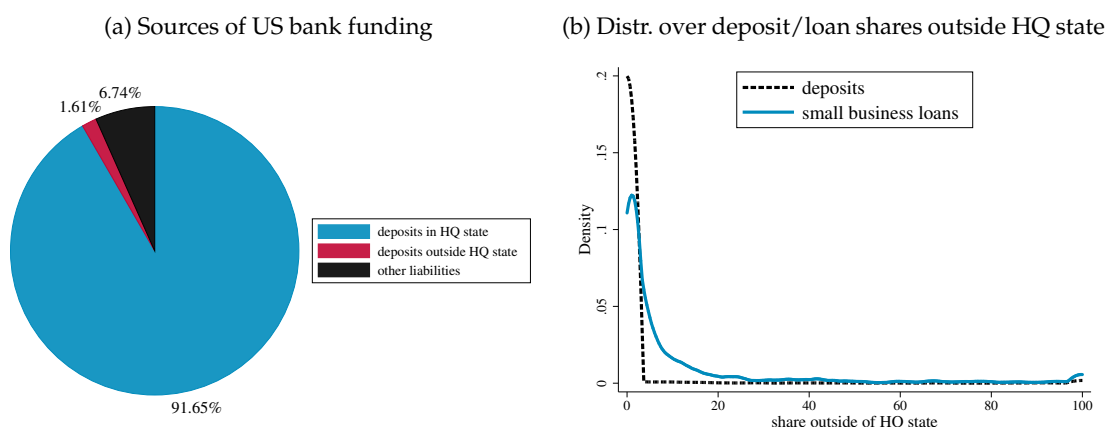 (a) Sources of US bank funding
6.74%
1.61%
91.65%
deposits in HQ state
deposits outside HQ state
other liabilities
(b) Distr. over deposit/loan shares outside HQ state
deposits
small business loans
Density
.2
.15
.1
.05
0
0 20 40 60 80 100
share outside of HQ state